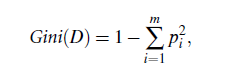 Gini(D) = 1 − ∑_{i=1}^{m} p_i^2,